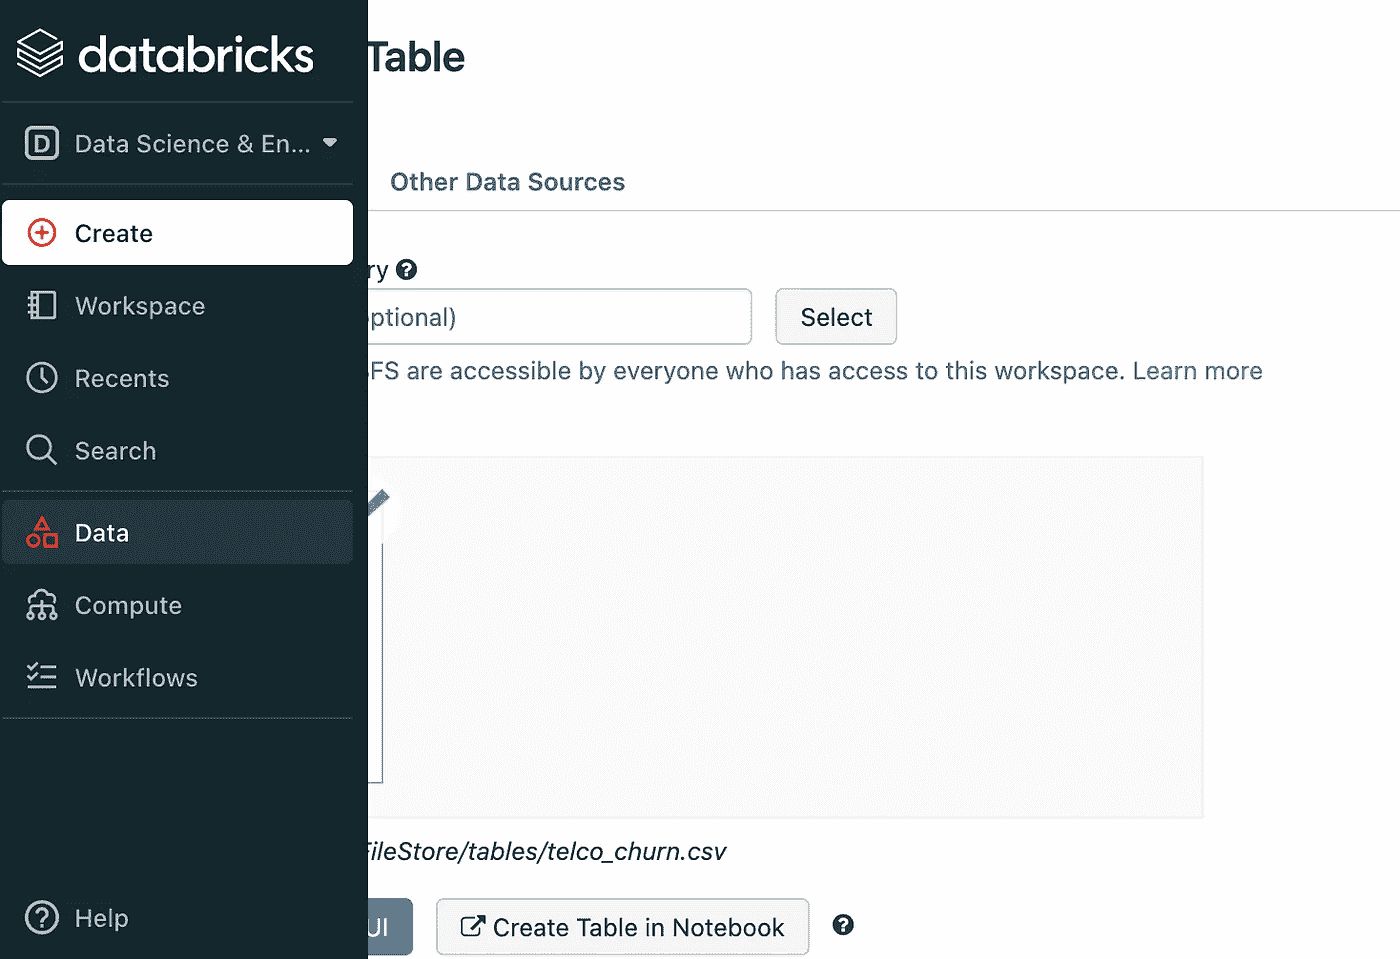 databricks
Table
Data Science & En...
Other Data Sources
Create
ry
optional)
Select
Workspace
FS are accessible by everyone who has access to this workspace. Learn more
Recents
Search
Data
Compute
Workflows
FileStore/tables/telco_churn.csv
Help
UI
Create Table in Notebook